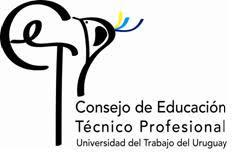 Consejo de Educación
Técnico Profesional
Universidad del Trabajo del Uruguay